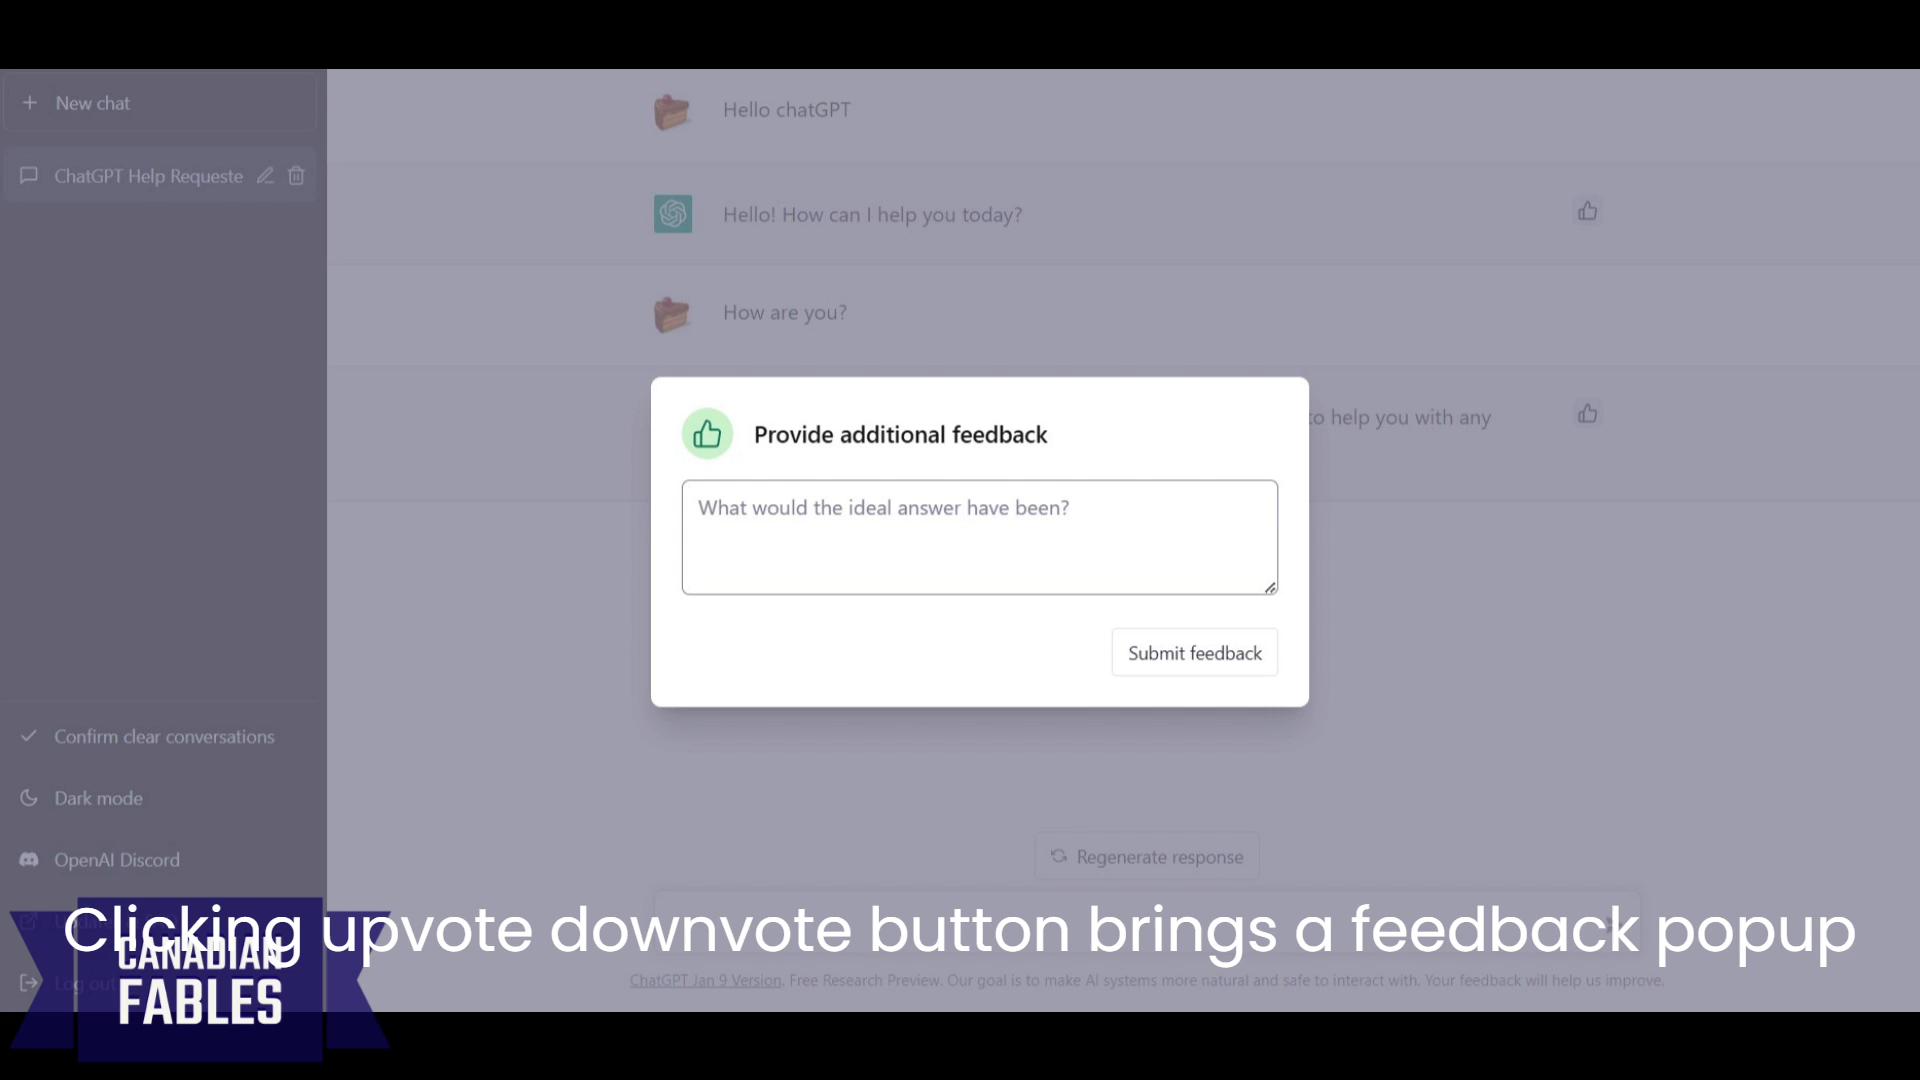 New chat
ChatGPT Help Requeste
Hello chatGPT
Hello! How can I help you today?
How are you?
to help you with any
Provide additional feedback
What would the ideal answer have been?
Submit feedback
Confirm clear conversations
Dark mode
OpenAI Discord
Log out
Regenerate response
Clicking upvote downvote button brings a feedback popup
CANADIAN
FABLES
ChatGPT Jan 9 Version. Free Research Preview. Our goal is to make AI systems more natural and safe to interact with. Your feedback will help us improve.